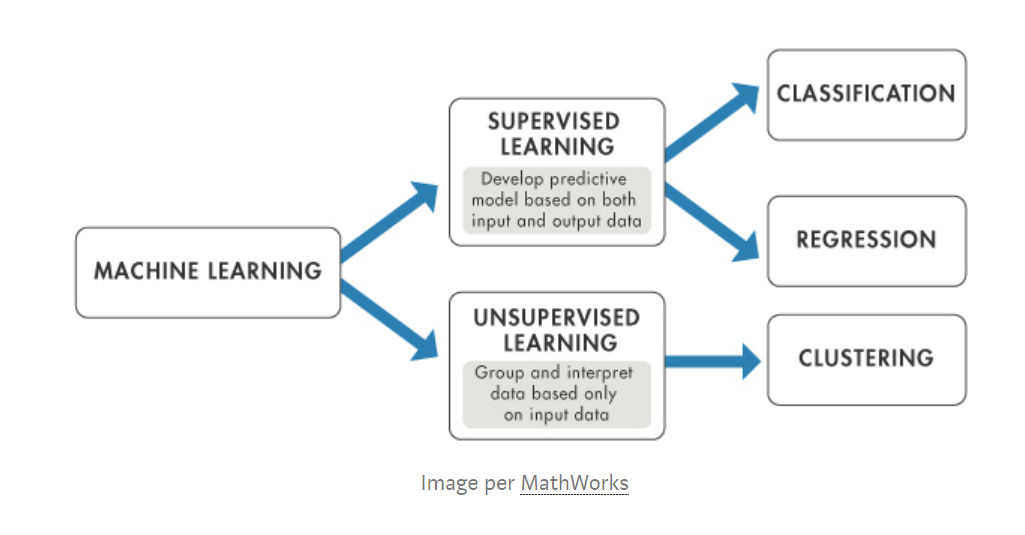 MACHINE LEARNING
SUPERVISED
LEARNING
Develop predictive
model based on both
input and output data
UNSUPERVISED
LEARNING
Group and interpret
data based only
on input data
CLASSIFICATION
REGRESSION
CLUSTERING
Image per MathWorks